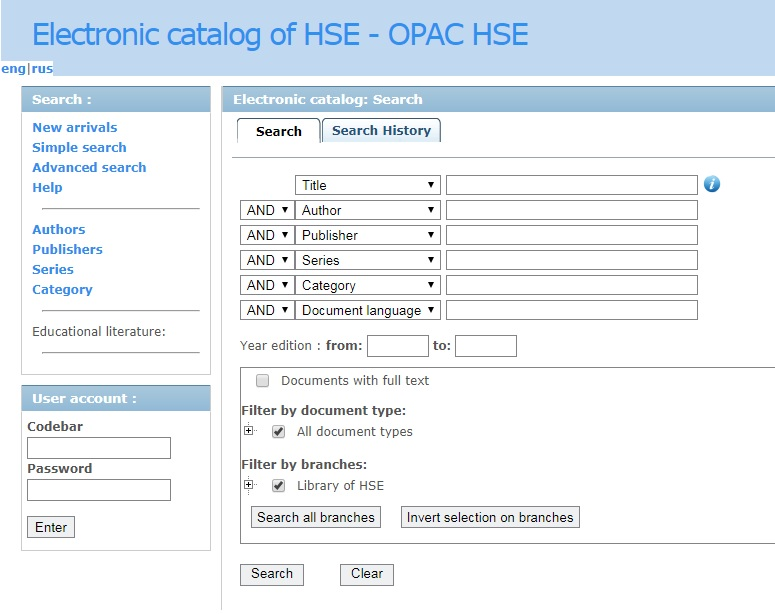 Electronic catalog of HSE - OPAC HSE
eng|rus
Search :
New arrivals
Simple search
Advanced search
Help
Authors
Publishers
Series
Category
Educational literature:
User account :
Codebar
Password
Enter
Electronic catalog: Search
Search Search History
Title
AND Author
AND Publisher
AND Series
AND Category
AND Document language
Year edition : from: to:
Documents with full text
Filter by document type:
All document types
Filter by branches:
Library of HSE
Search all branches Invert selection on branches
Search Clear